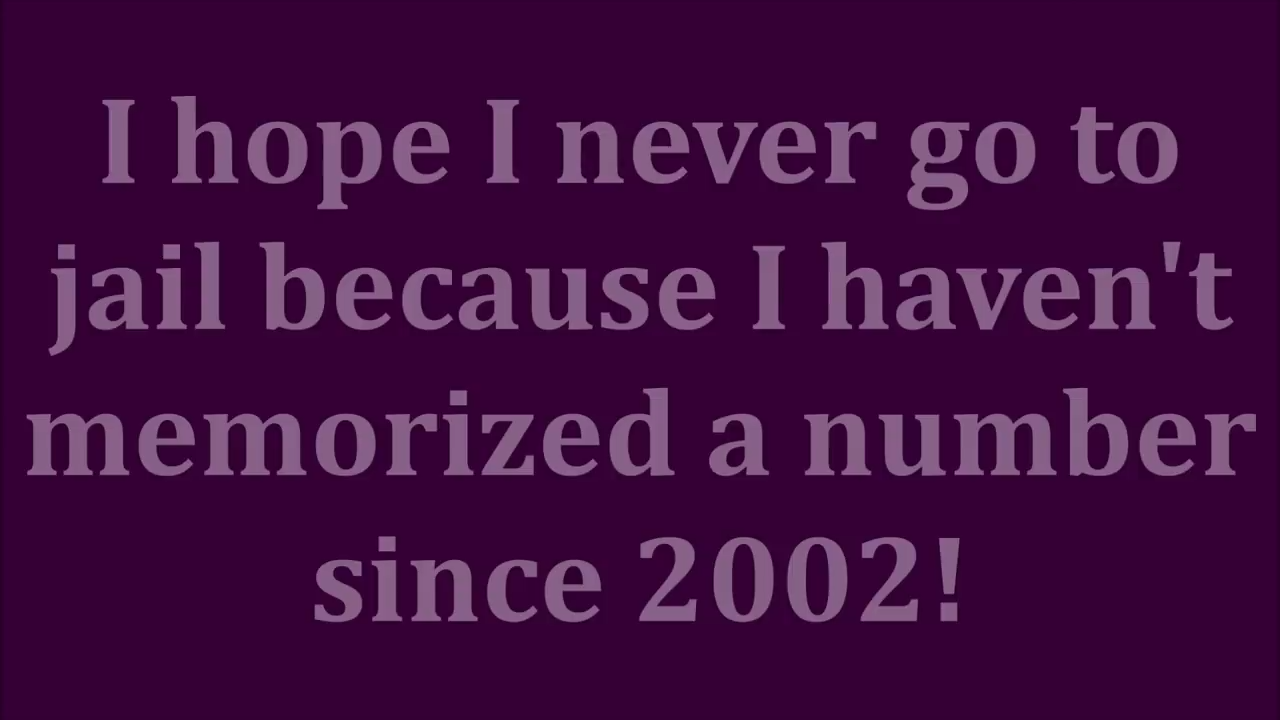 I hope I never go to
jail because I haven't
memorized a number
since 2002!